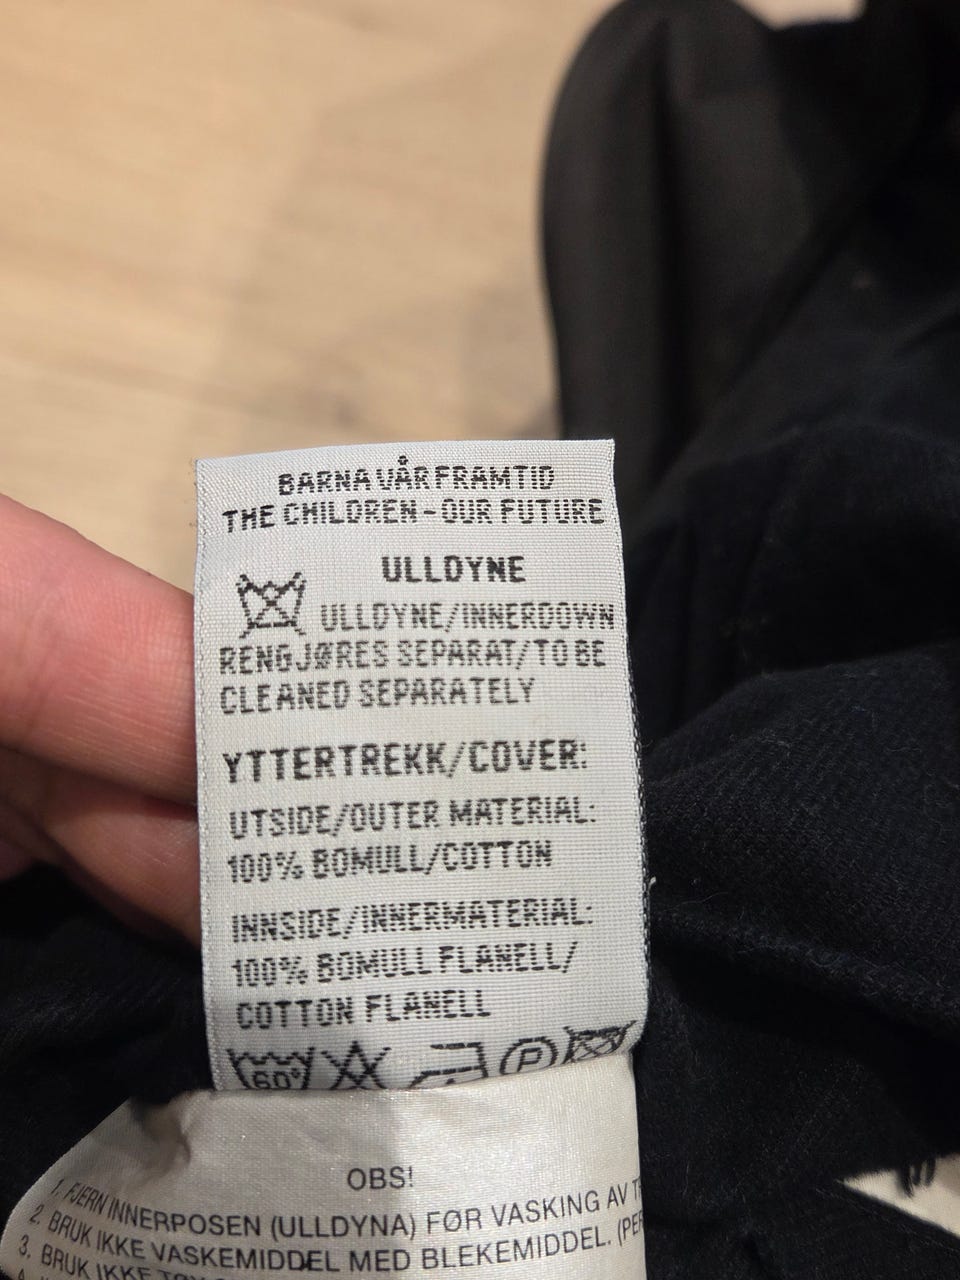 BARNA VÅR FRAMTID
THE CHILDREN - OUR FUTURE
ULLDYNE
ULLDYNE/INNERDOWN
RENGJØRES SEPARAT/TO BE
CLEANED SEPARATELY
YTTERTREKK/COVER:
UTSIDE/OUTER MATERIAL:
100% BOMULL/COTTON
INNSIDE/INNERMATERIAL:
100% BOMULL FLANELL/
COTTON FLANELL
60° P
OBS!
1. FJERN INNERPOSEN (ULLDYNA) FØR VASKING AV
2. BRUK IKKE VASKEMIDDEL MED BLEKEMIDDEL.
3. BRUK IKKE